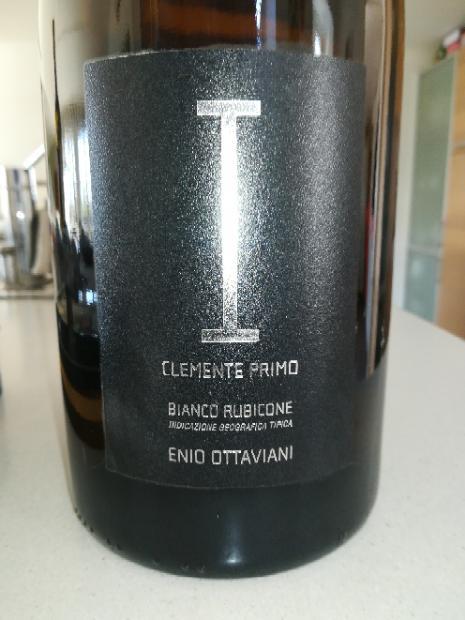 I
CLEMENTE PRIMO
BIANCO RUBICONE
INDICAZIONE GEOGRAFICA TIPICA
ENIO OTTAVIANI